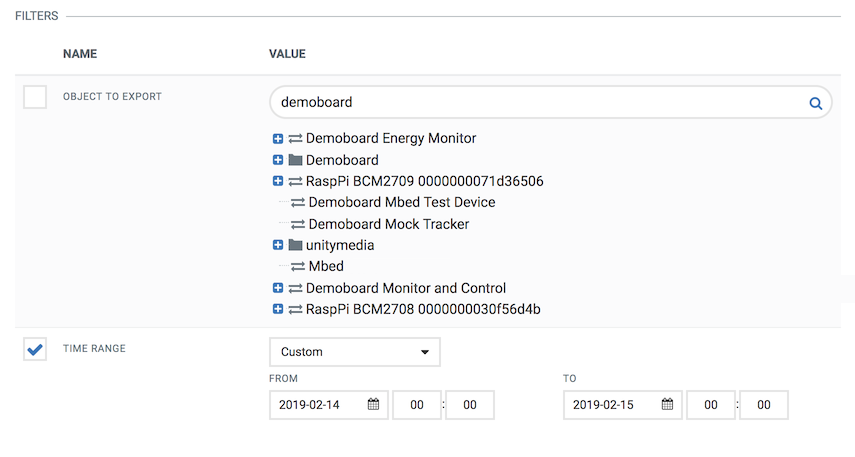 FILTERS
NAME VALUE
OBJECT TO EXPORT demoboard
Demoboard Energy Monitor
Demoboard
RaspPi BCM2709 0000000071d36506
Demoboard Mbed Test Device
Demoboard Mock Tracker
unitymedia
Mbed
Demoboard Monitor and Control
RaspPi BCM2708 0000000030f56d4b
TIME RANGE Custom
FROM TO
2019-02-14 00 : 00 2019-02-15 00 : 00